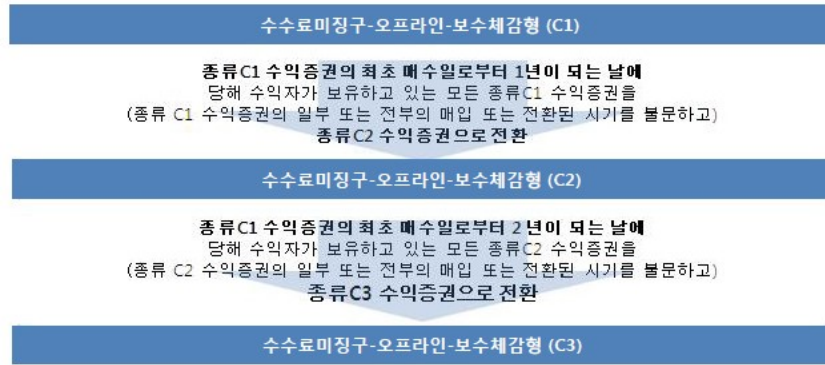 수수료미징구-오프라인-보수체감형 (C1)
종류C1 수익증권의 최초 매수일로부터 1년이 되는 날에
당해 수익자가 보유하고 있는 모든 종류C1 수익증권을
(종류 C1 수익증권의 일부 또는 전부의 매입 또는 전환된 시기를 불문하고)
종류C2 수익증권으로 전환
수수료미징구-오프라인-보수체감형 (C2)
종류C1 수익증권의 최초 매수일로부터 2년이 되는 날에
당해 수익자가 보유하고 있는 모든 종류C2 수익증권을
(종류 C2 수익증권의 일부 또는 전부의 매입 또는 전환된 시기를 불문하고)
종류C3 수익증권으로 전환
수수료미징구-오프라인-보수체감형 (C3)